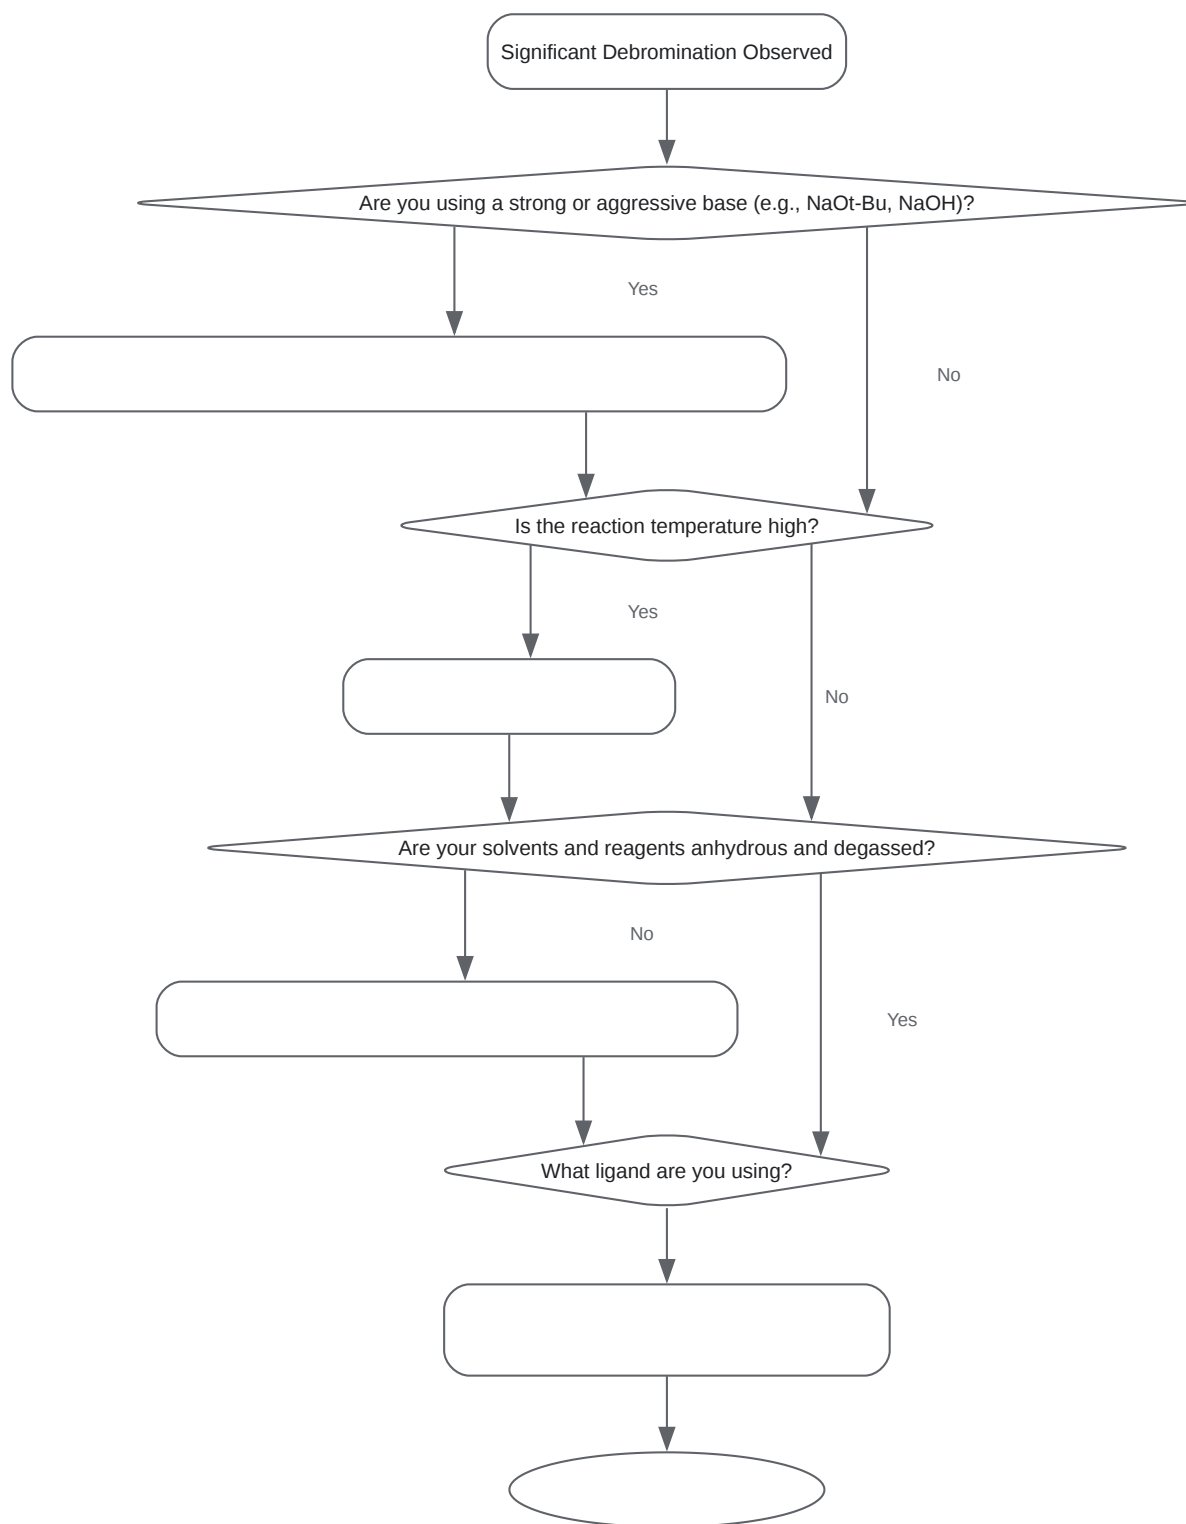 Significant Debromination Observed
Are you using a strong or aggressive base (e.g., NaOt-Bu, NaOH)?
Yes
No
Is the reaction temperature high?
Yes
No
Are your solvents and reagents anhydrous and degassed?
No
Yes
What ligand are you using?